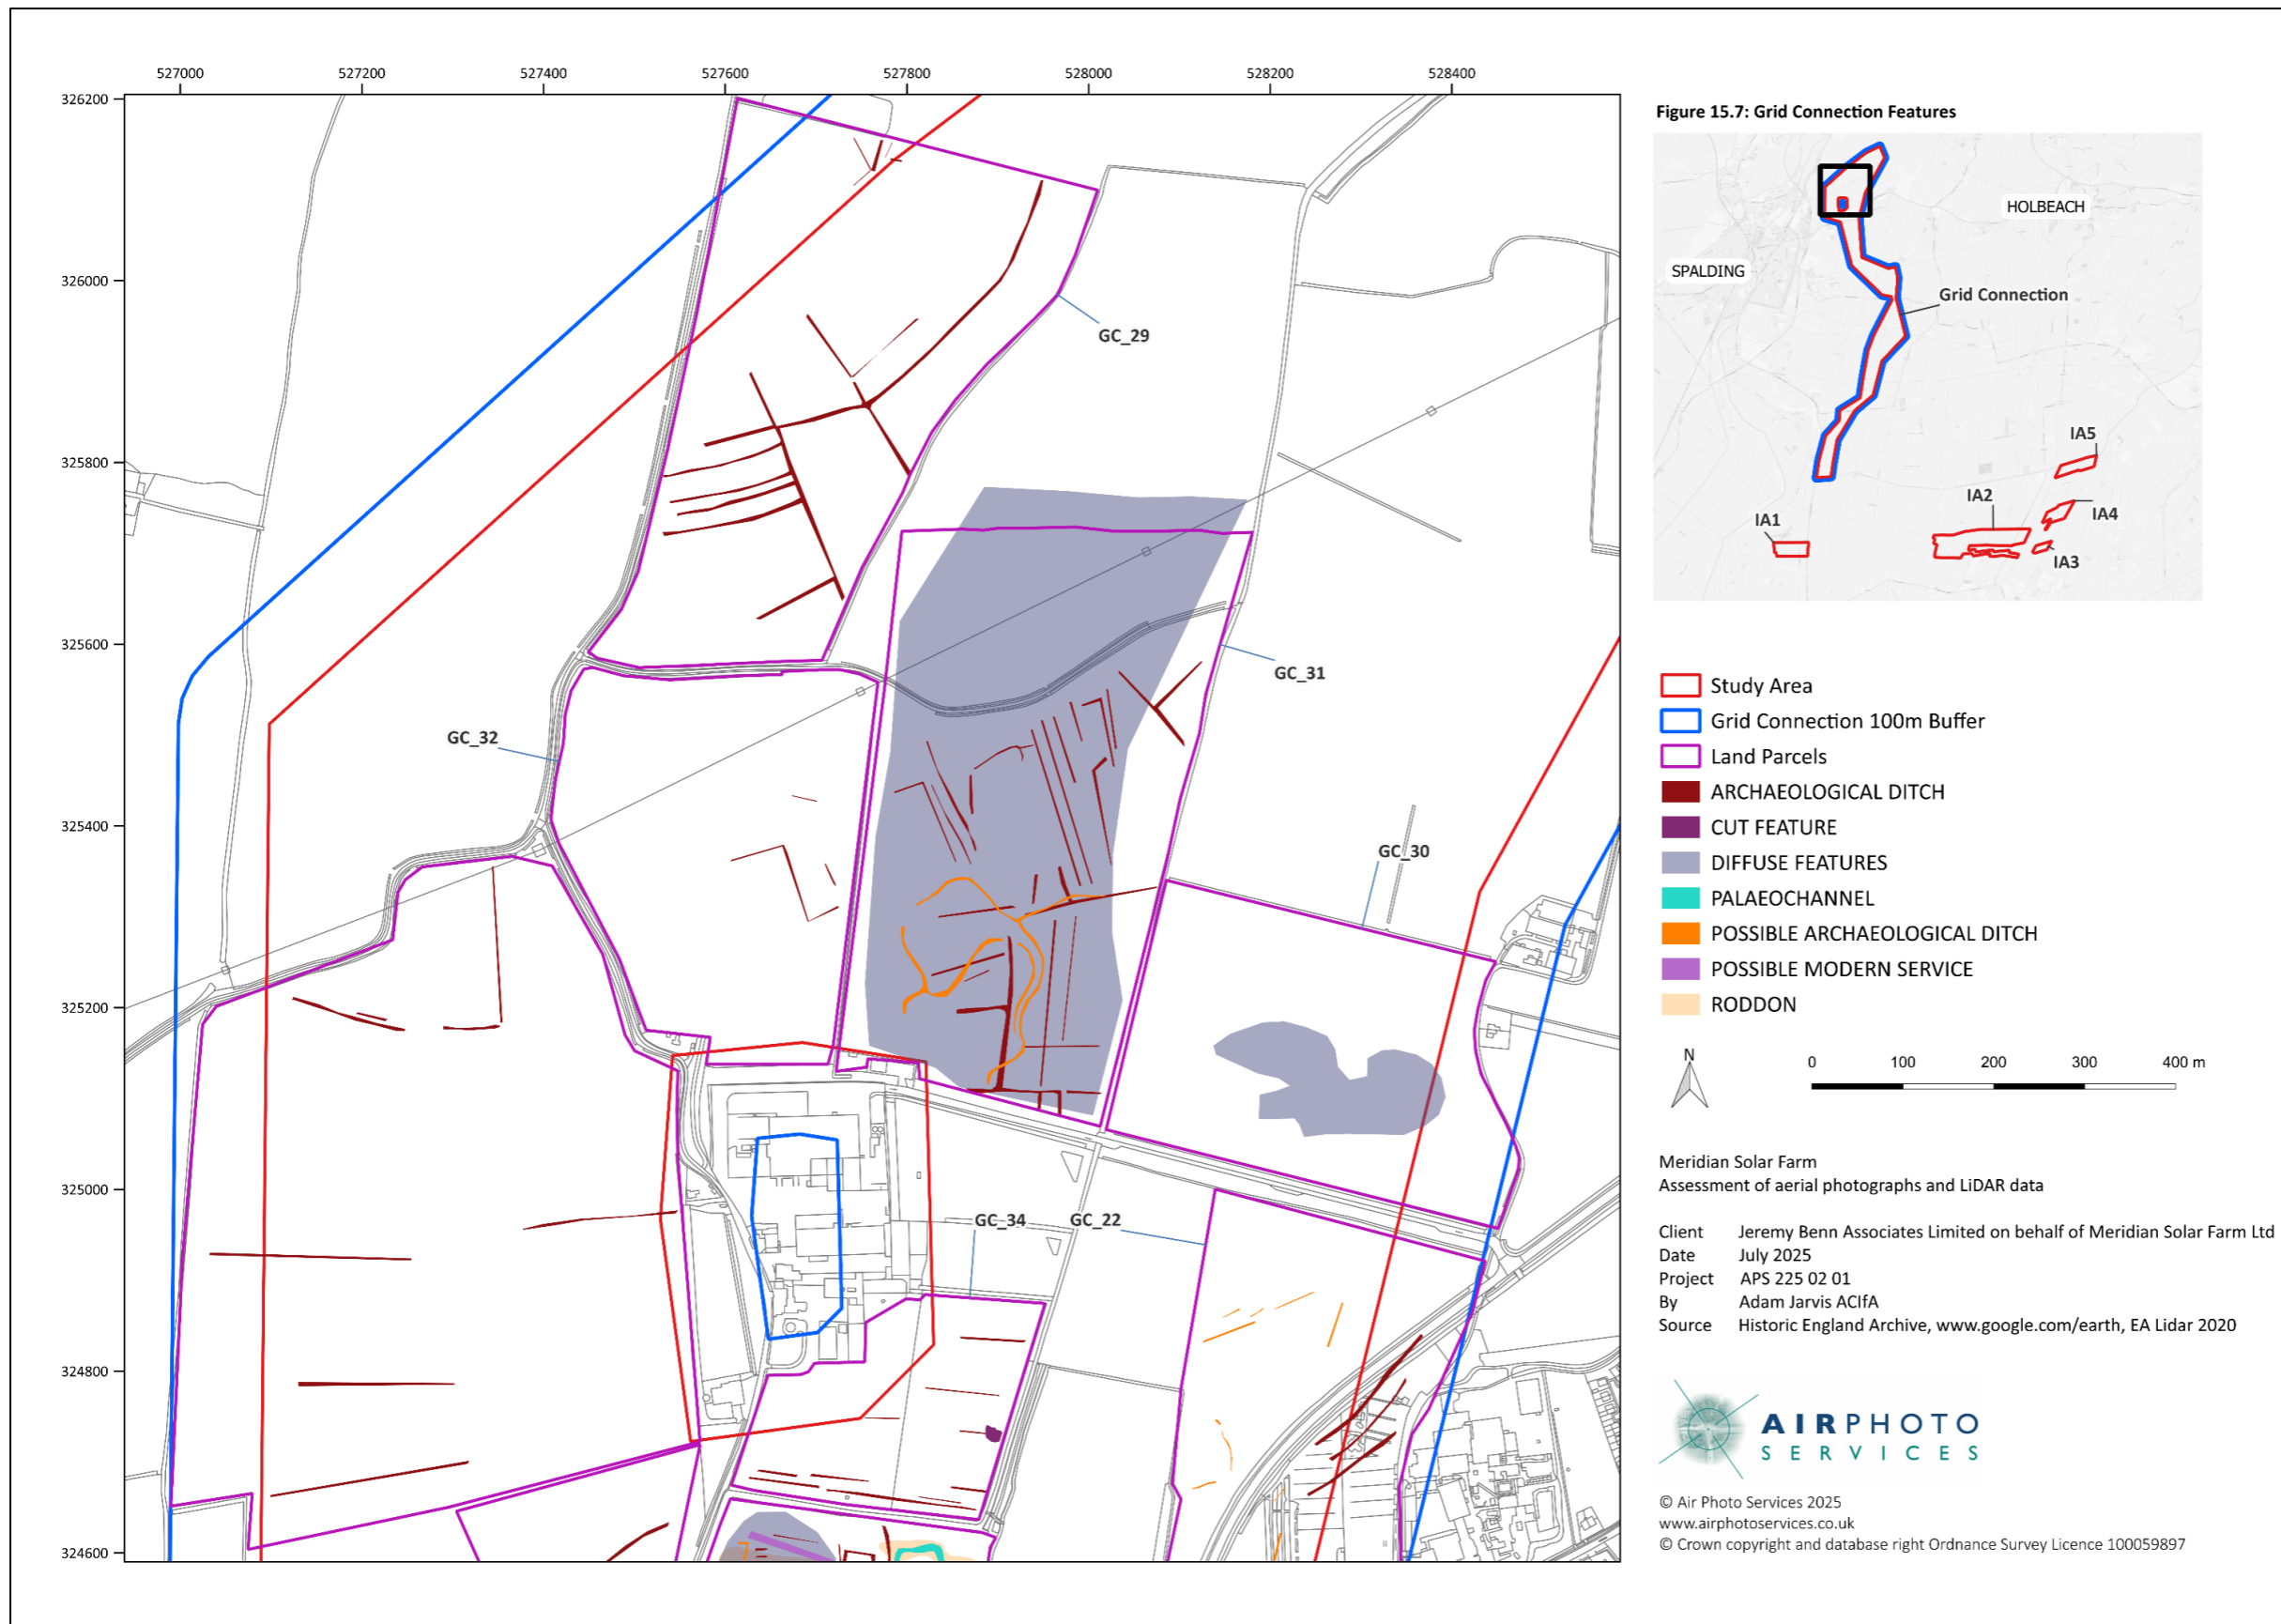 527000 527200 527400 527600 527800 528000 528200 528400
326200
326000
325800
325600
325400
325200
325000
324800
324600
GC_29
GC_31
GC_32
GC_30
GC_34
GC_22
Figure 15.7: Grid Connection Features
HOLBEACH
SPALDING
Grid Connection
IA5
IA2
IA4
IA1
IA3
Study Area
Grid Connection 100m Buffer
Land Parcels
ARCHAEOLOGICAL DITCH
CUT FEATURE
DIFFUSE FEATURES
PALAEOCHANNEL
POSSIBLE ARCHAEOLOGICAL DITCH
POSSIBLE MODERN SERVICE
RODDON
N
0 100 200 300 400 m
Meridian Solar Farm
Assessment of aerial photographs and LiDAR data
Client Jeremy Benn Associates Limited on behalf of Meridian Solar Farm Ltd
Date July 2025
Project APS 225 02 01
By Adam Jarvis ACIfA
Source Historic England Archive, www.google.com/earth, EA Lidar 2020
AIRPHOTO
SERVICES
© Air Photo Services 2025
www.airphotoservices.co.uk
© Crown copyright and database right Ordnance Survey Licence 100059897